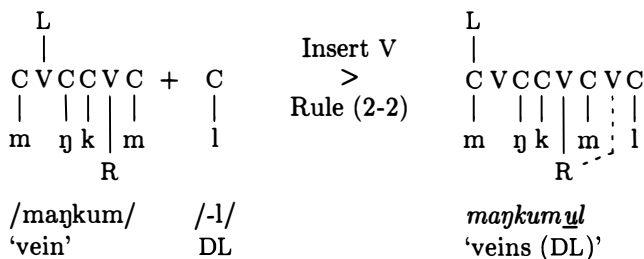 L L
Insert V
C V C C V C + C > C V C C V C V C
Rule (2-2)
m ŋ k m l m ŋ k m l
R R
/maŋkum/ /-l/ maŋkumul
‘vein’ DL ‘veins (DL)’